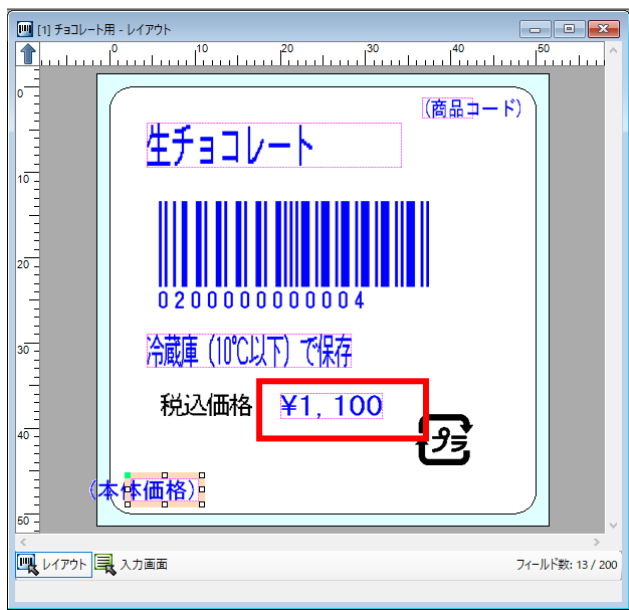 [1] チョコレート用 - レイアウト
0 10 20 30 40 50
0
10
20
30
40
50
(商品コード)
生チョコレート
0200000000004
冷蔵庫(10℃以下)で保存
税込価格 ¥1,100
プラ
(本体価格)
レイアウト 入力画面 フィールド数: 13 / 200